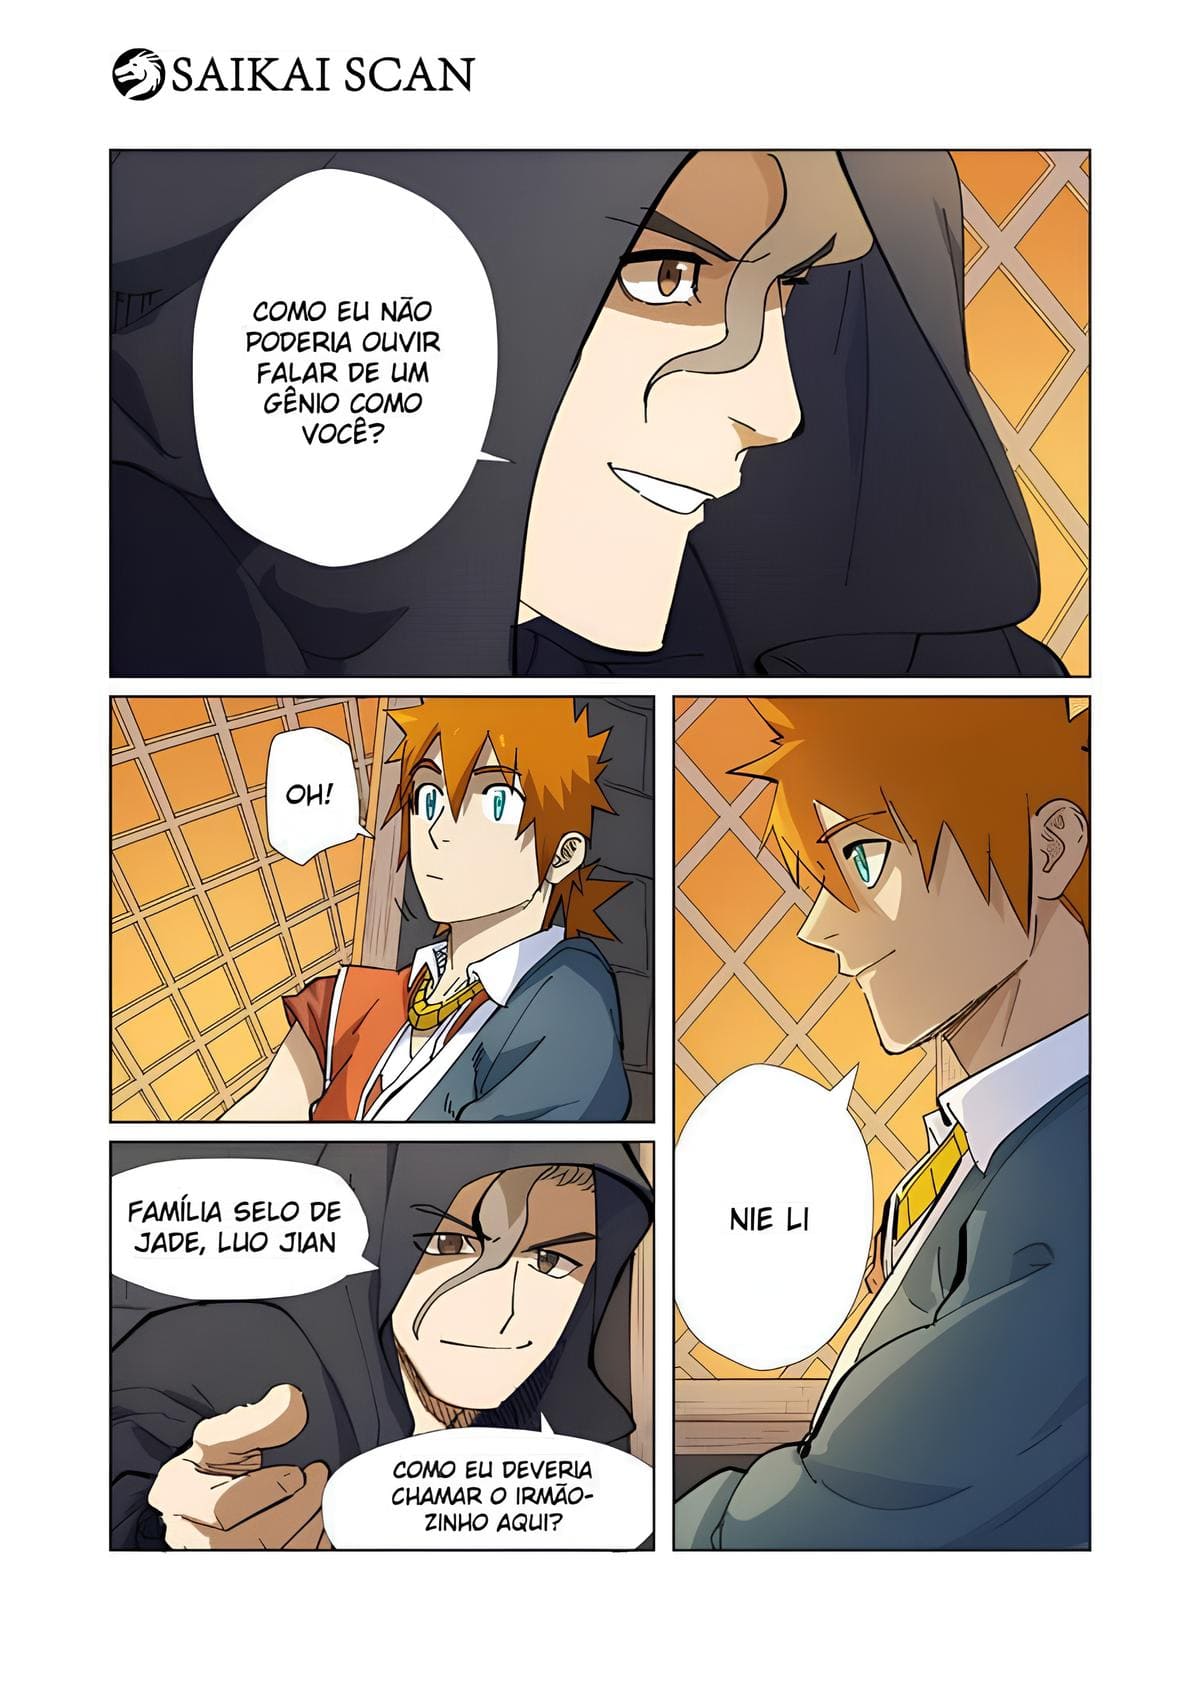 SAIKAI SCAN
COMO EU NÃO
PODERIA OUVIR
FALAR DE UM
GÊNIO COMO
VOCÊ?
OH!
FAMÍLIA SELO DE
JADE, LUO JIAN
COMO EU DEVERIA
CHAMAR O IRMÃO-
ZINHO AQUI?
NIE LI